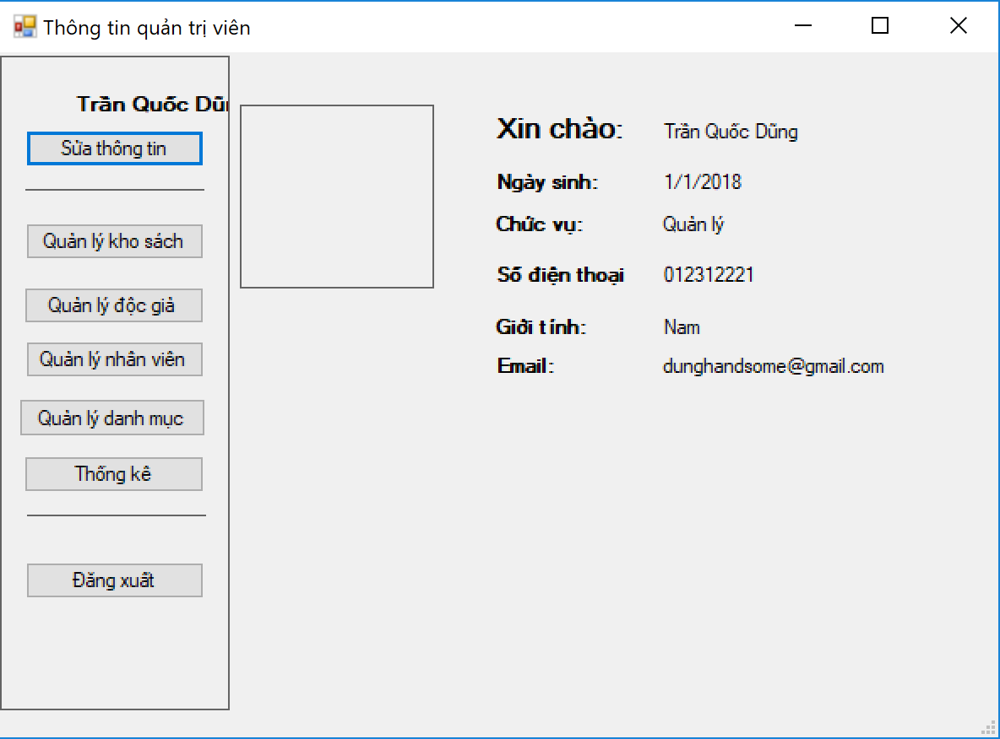 Thông tin quản trị viên
Trần Quốc Dũn
Sửa thông tin
Quản lý kho sách
Quản lý độc giả
Quản lý nhân viên
Quản lý danh mục
Thống kê
Đăng xuất
Xin chào: Trần Quốc Dũng
Ngày sinh: 1/1/2018
Chức vụ: Quản lý
Số điện thoại 012312221
Giới tính: Nam
Email: dunghandsome@gmail.com